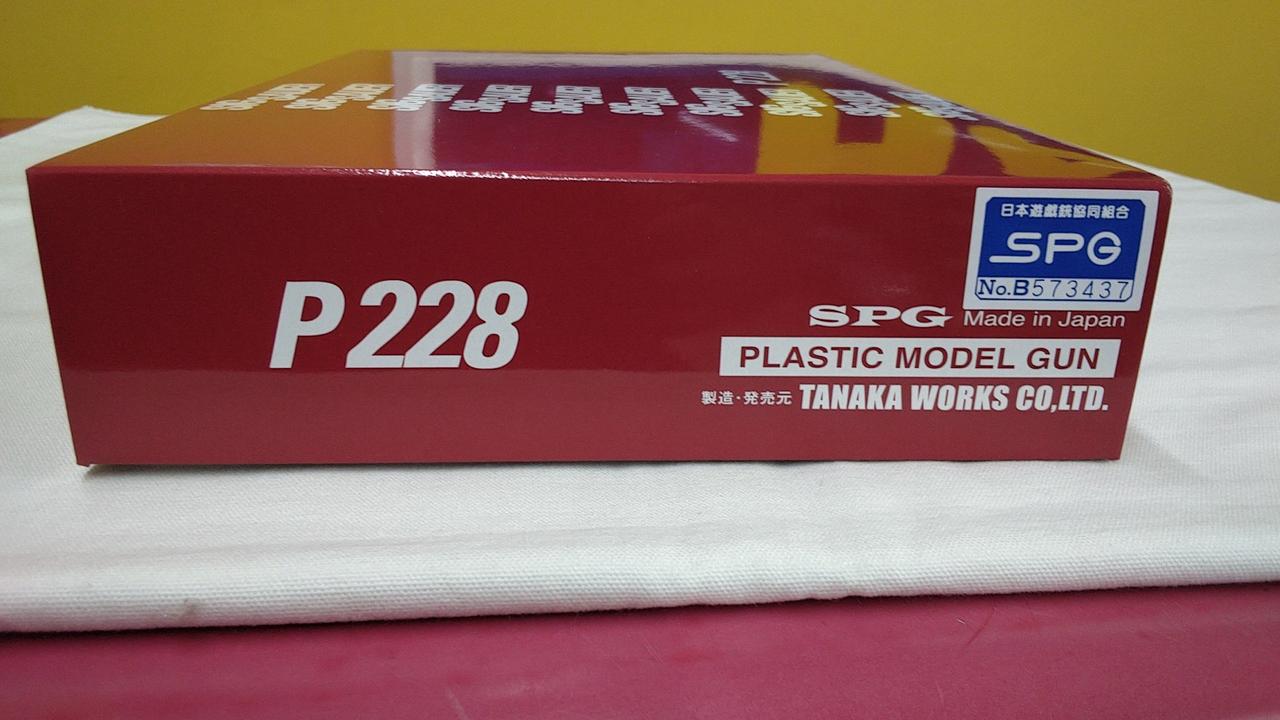 P228
日本遊戯銃協同組合
SPG
No.B573437
SPG Made in Japan
PLASTIC MODEL GUN
製造・発売元 TANAKA WORKS CO,LTD.